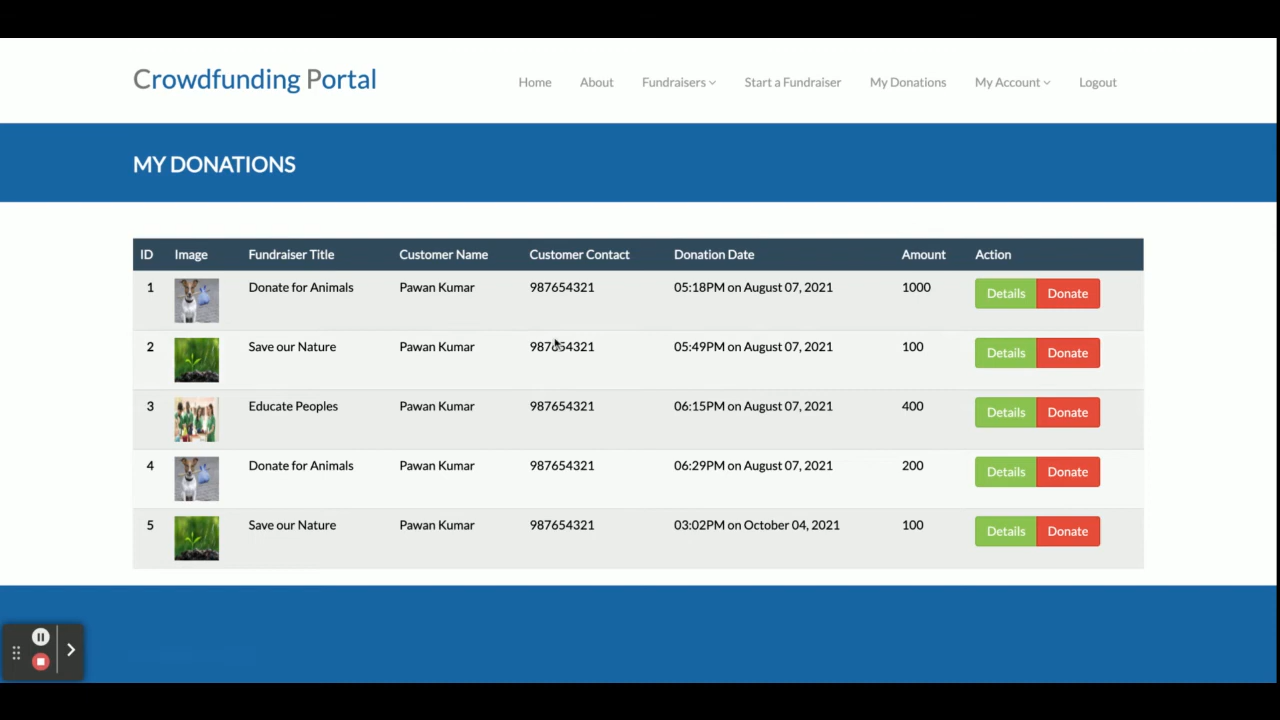 Crowdfunding Portal
Home About Fundraisers Start a Fundraiser My Donations My Account Logout
MY DONATIONS
ID Image Fundraiser Title Customer Name Customer Contact Donation Date Amount Action
1 Donate for Animals Pawan Kumar 987654321 05:18PM on August 07, 2021 1000 Details Donate
2 Save our Nature Pawan Kumar 987654321 05:49PM on August 07, 2021 100 Details Donate
3 Educate Peoples Pawan Kumar 987654321 06:15PM on August 07, 2021 400 Details Donate
4 Donate for Animals Pawan Kumar 987654321 06:29PM on August 07, 2021 200 Details Donate
5 Save our Nature Pawan Kumar 987654321 03:02PM on October 04, 2021 100 Details Donate